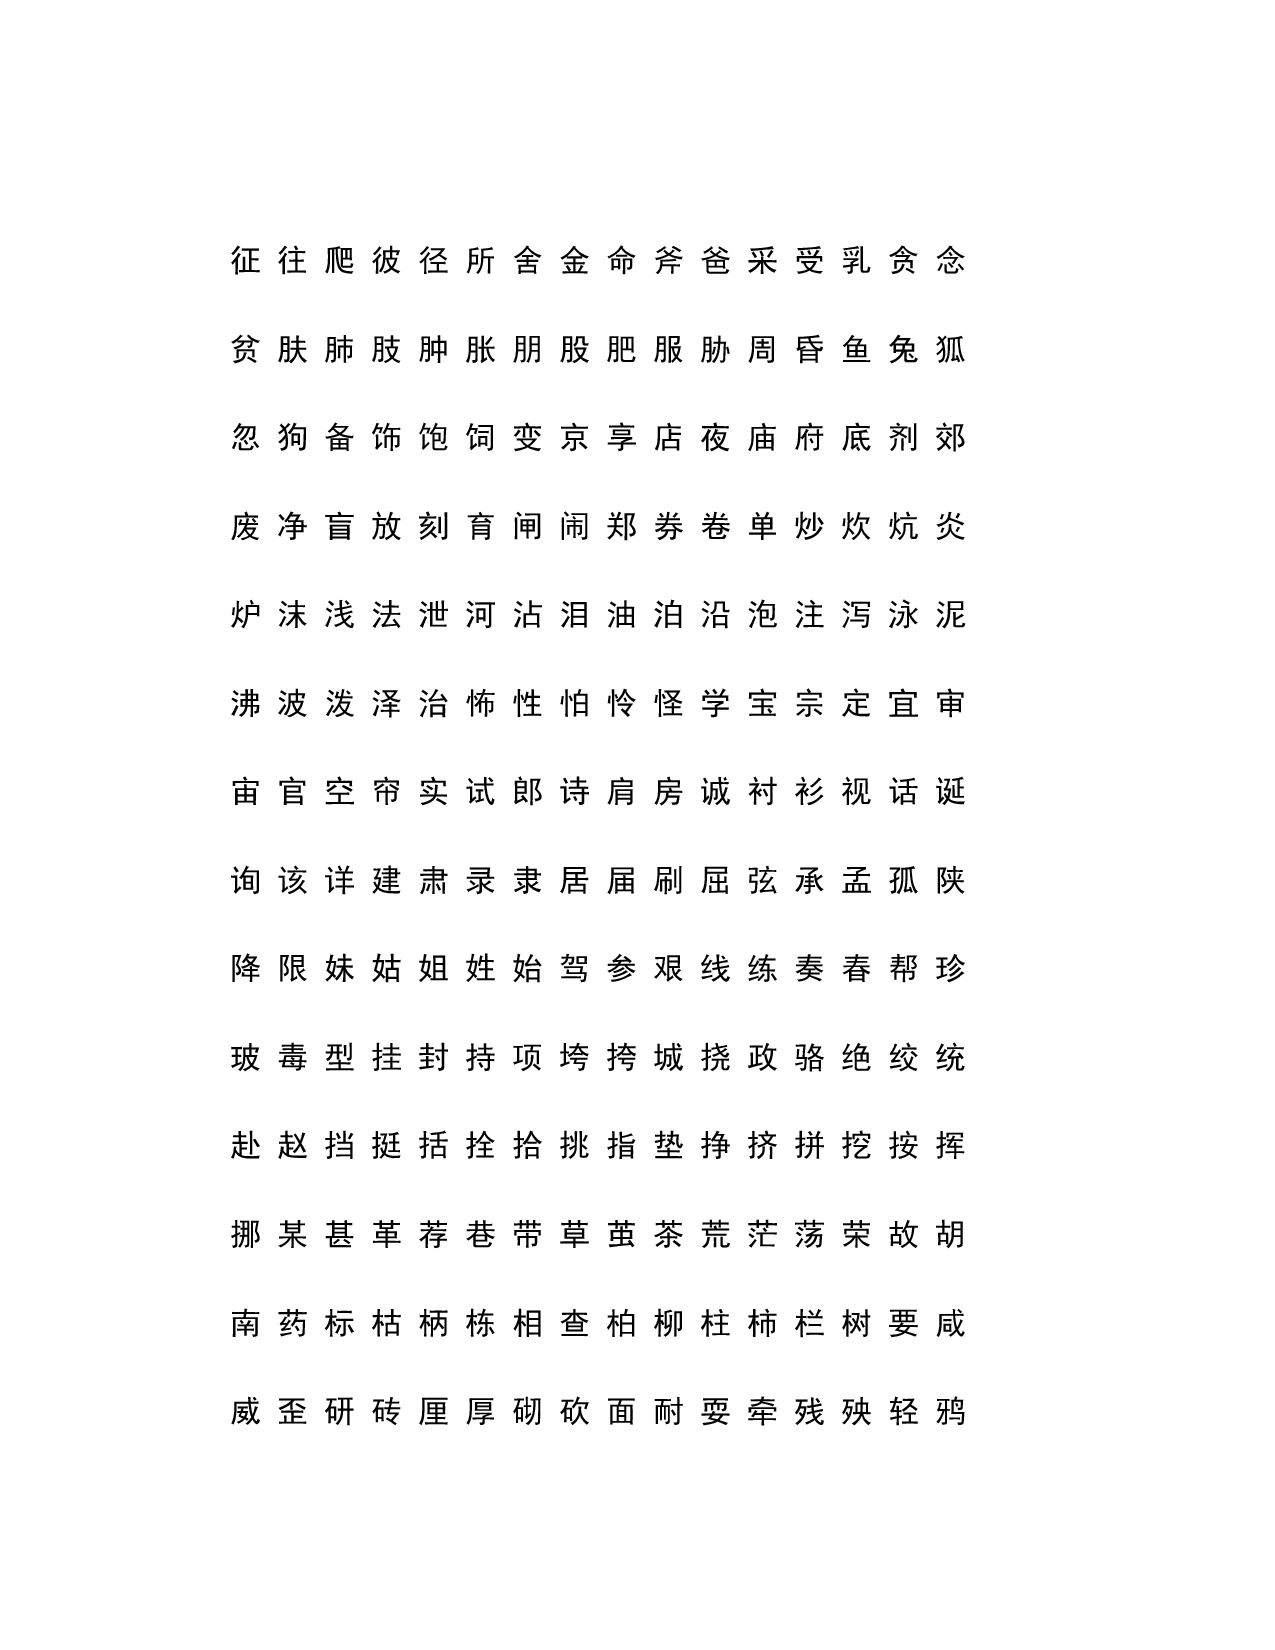 征 往 爬 彼 径 所 舍 金 命 斧 爸 采 受 乳 贪 念
贫 肤 肺 肢 肿 胀 朋 股 肥 服 胁 周 昏 鱼 兔 狐
忽 狗 备 饰 饱 饲 变 京 享 店 夜 庙 府 底 剂 郊
废 净 盲 放 刻 育 闸 闹 郑 券 卷 单 炒 炊 炕 炎
炉 沫 浅 法 泄 河 沾 泪 油 泊 沿 泡 注 泻 泳 泥
沸 波 泼 泽 治 怖 性 怕 怜 怪 学 宝 宗 定 宜 审
宙 官 空 帘 实 试 郎 诗 肩 房 诚 衬 衫 视 话 诞
询 该 详 建 肃 录 隶 居 届 刷 屈 弦 承 孟 孤 陕
降 限 妹 姑 姐 姓 始 驾 参 艰 线 练 奏 春 帮 珍
玻 毒 型 挂 封 持 项 垮 挎 城 挠 政 骆 绝 绞 统
赴 赵 挡 挺 括 拴 拾 挑 指 垫 挣 挤 拼 挖 按 挥
挪 某 甚 革 荐 巷 带 草 茧 茶 荒 茫 荡 荣 故 胡
南 药 标 枯 柄 栋 相 查 柏 柳 柱 柿 栏 树 要 咸
威 歪 研 砖 厘 厚 砌 砍 面 耐 耍 牵 残 殃 轻 鸦